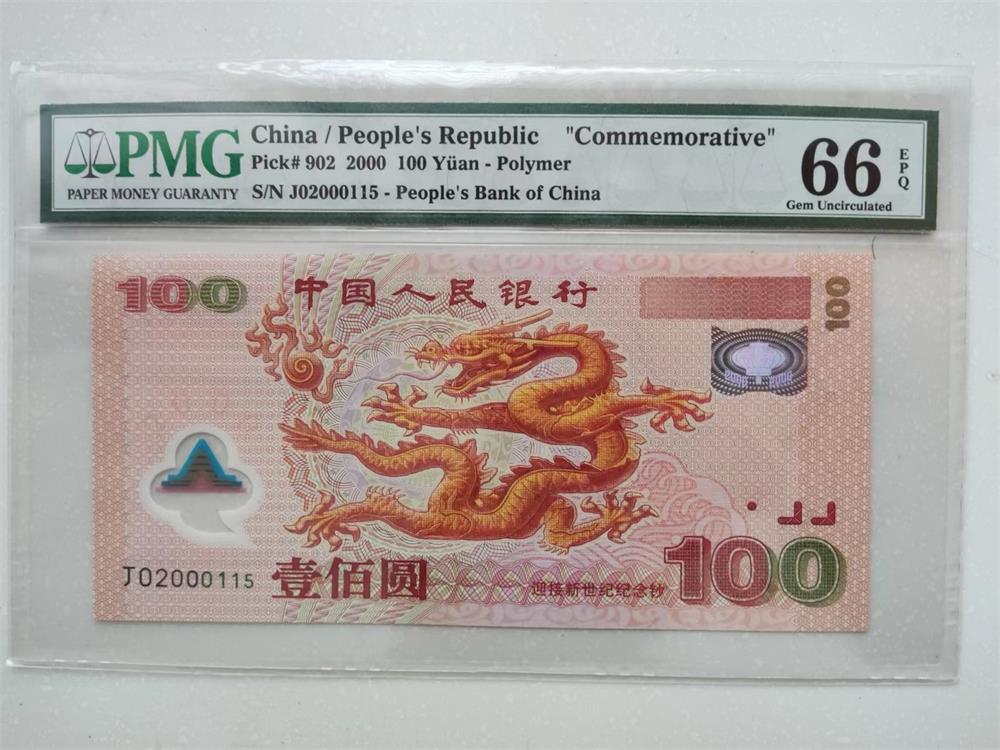 PMG
PAPER MONEY GUARANTY
China / People's Republic "Commemorative"
Pick# 902 2000 100 Yüan - Polymer
S/N J02000115 - People's Bank of China
66 EPQ
Gem Uncirculated
100 中国人民银行
100
J02000115
壹佰圆
迎接新世纪纪念钞
100